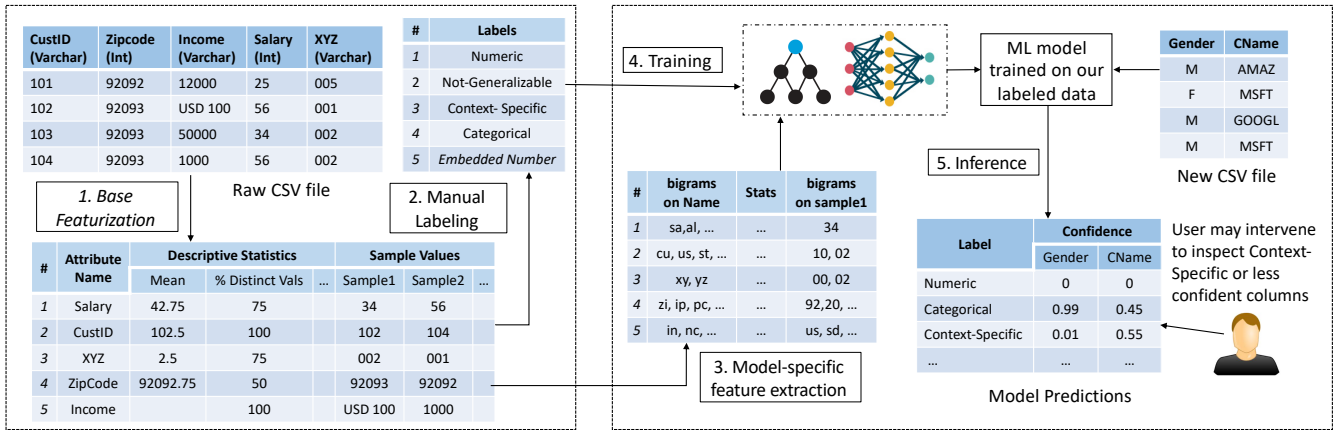 CustID (Varchar) Zipcode (Int) Income (Varchar) Salary (Int) XYZ (Varchar)
101 92092 12000 25 005
102 92093 USD 100 56 001
103 92093 50000 34 002
104 92093 1000 56 002
Raw CSV file
# Labels
1 Numeric
2 Not-Generalizable
3 Context- Specific
4 Categorical
5 Embedded Number
1. Base
Featurization
2. Manual
Labeling
# Attribute Name Descriptive Statistics Sample Values
Mean % Distinct Vals ... Sample1 Sample2 ...
1 Salary 42.75 75 34 56
2 CustID 102.5 100 102 104
3 XYZ 2.5 75 002 001
4 ZipCode 92092.75 50 92093 92092
5 Income 100 USD 100 1000
4. Training
ML model
trained on our
labeled data
Gender CName
M AMAZ
F MSFT
M GOOGL
M MSFT
New CSV file
5. Inference
# bigrams on Name Stats bigrams on sample1
1 sa,al, ... ... 34
2 cu, us, st, ... ... 10, 02
3 xy, yz ... 00, 02
4 zi, ip, pc, ... ... 92,20, ...
5 in, nc, ... ... us, sd, ...
3. Model-specific
feature extraction
Label Confidence
Gender CName
Numeric 0 0
Categorical 0.99 0.45
Context-Specific 0.01 0.55
... ... ...
Model Predictions
User may intervene
to inspect Context-
Specific or less
confident columns